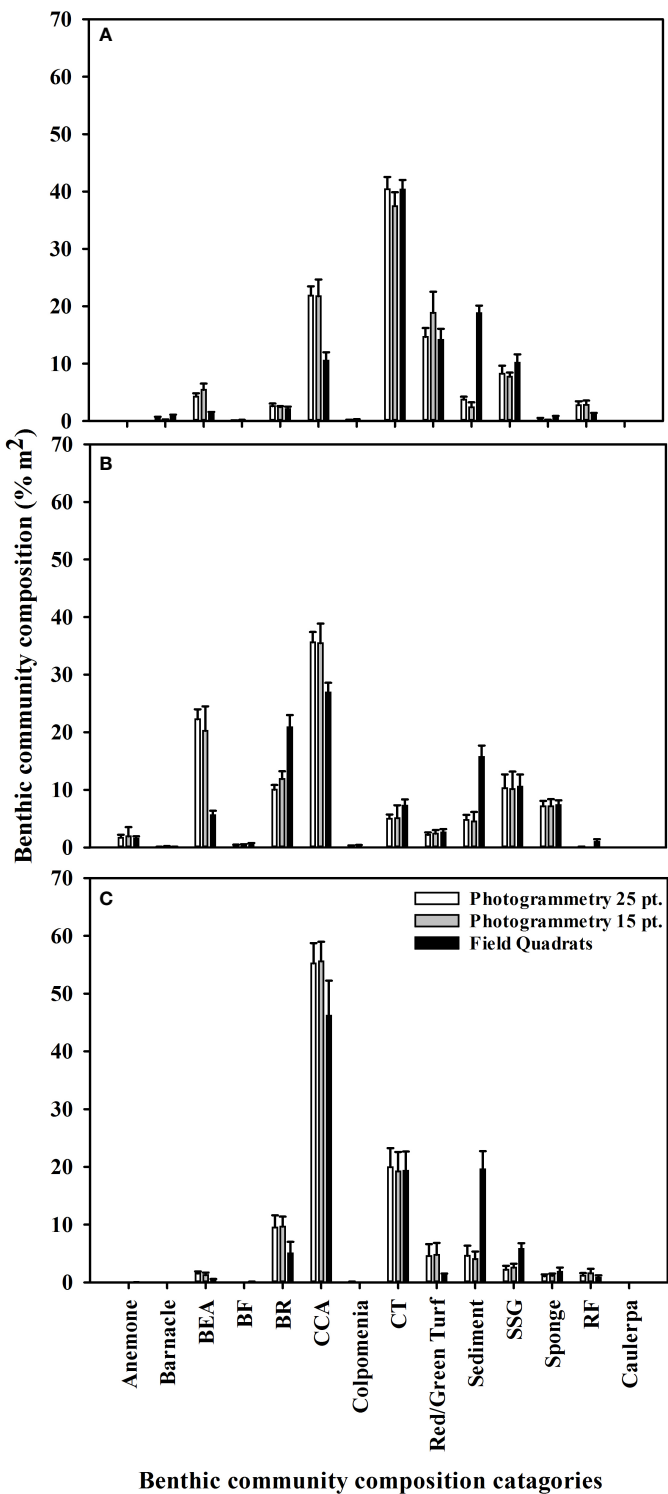 70
A
60
50
40
30
20
10
0
70
B
60
50
40
30
20
10
0
70
C
60
50
40
30
20
10
0
Photogrammetry 25 pt.
Photogrammetry 15 pt.
Field Quadrats
Benthic community composition (% m²)
Anemone
Barnacle
BEA
BF
BR
CCA
Colpomenia
CT
Red/Green Turf
Sediment
SSG
Sponge
RF
Caulerpa
Benthic community composition catagories